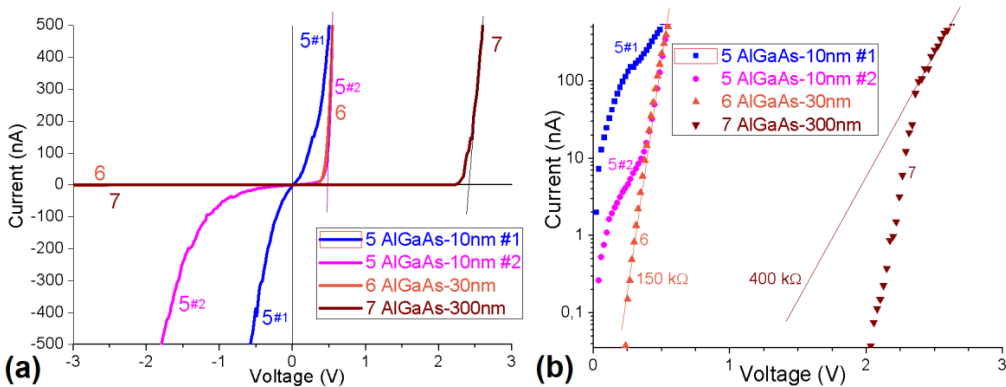 500
400
300
200
100
0
-100
-200
-300
-400
-500
Current (nA)
-3
-2
-1
0
1
2
3
Voltage (V)
5#1
5#2
6
7
6
7
5#2
5#1
5 AlGaAs-10nm #1
5 AlGaAs-10nm #2
6 AlGaAs-30nm
7 AlGaAs-300nm
(a)
100
10
1
0,1
Current (nA)
0
1
2
3
Voltage (V)
5#1
5#2
6
7
150 kΩ
400 kΩ
5 AlGaAs-10nm #1
5 AlGaAs-10nm #2
6 AlGaAs-30nm
7 AlGaAs-300nm
(b)